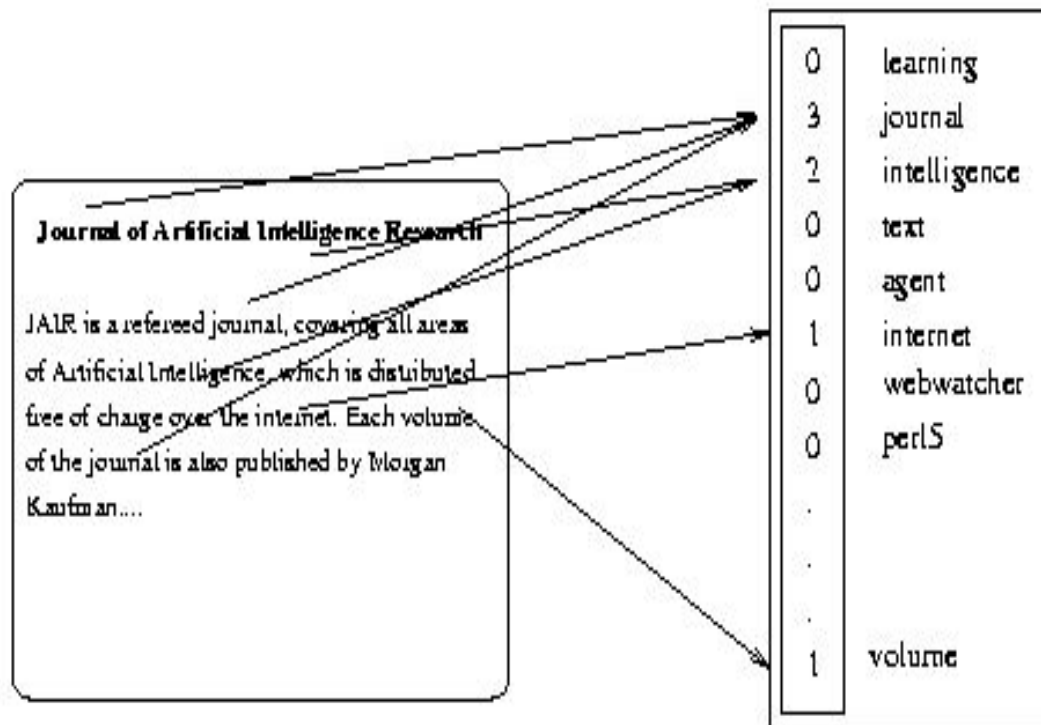 Journal of Artificial Intelligence Research
JAIR is a refereed journal, covering all areas
of Artificial Intelligence, which is distributed
free of charge over the internet. Each volume
of the journal is also published by Morgan
Kaufman....
0 learning
3 journal
2 intelligence
0 text
0 agent
1 internet
0 webwatcher
0 perl5
.
.
.
1 volume